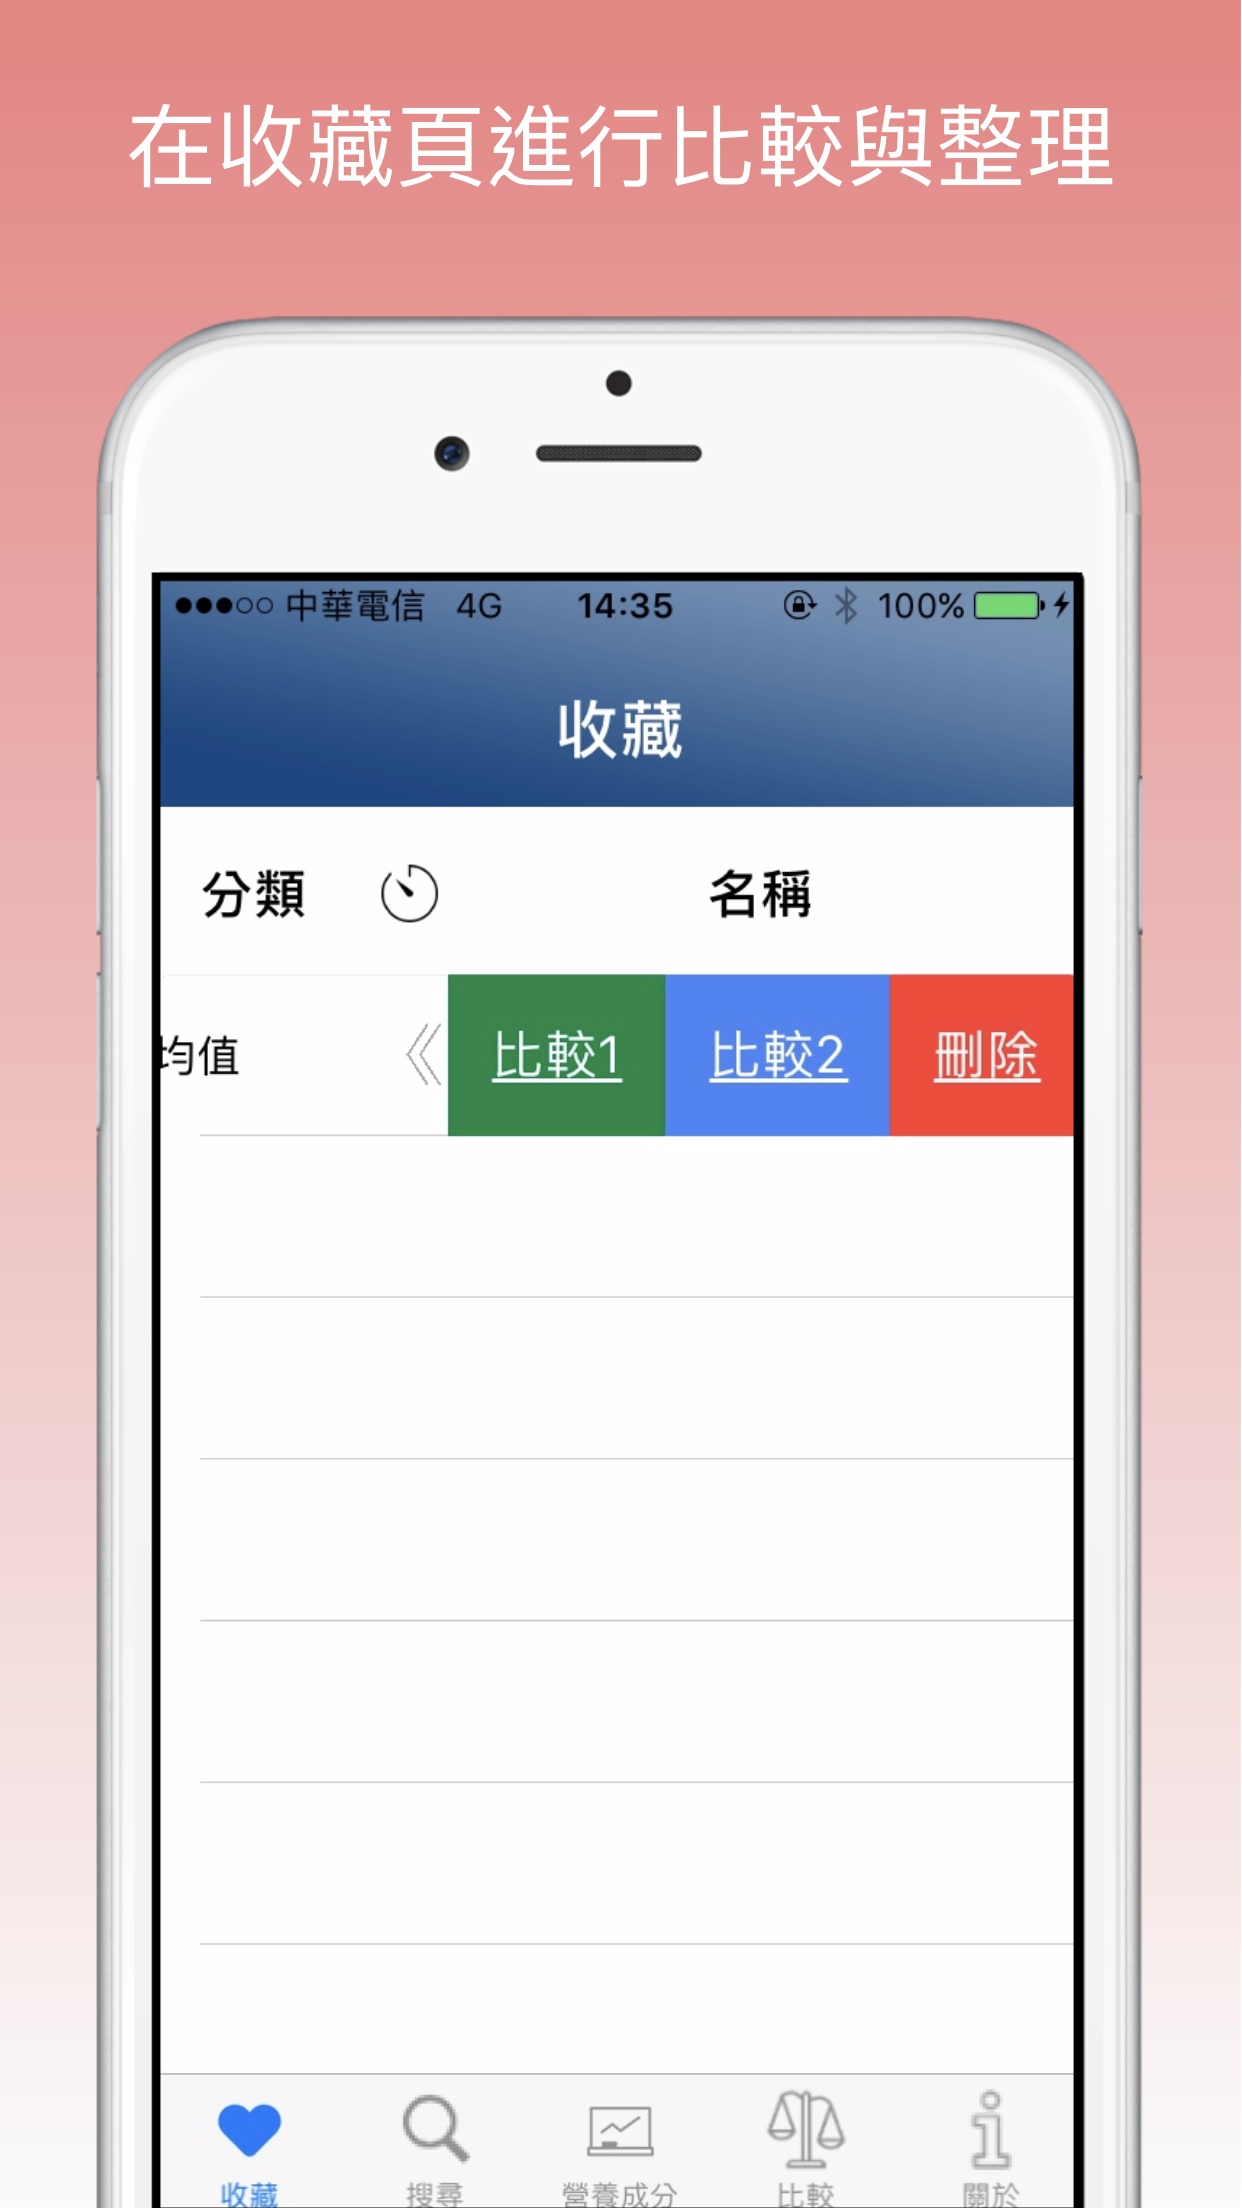 在收藏頁進行比較與整理
中華電信 4G 14:35 100%
收藏
分類 名稱
均值 比較1 比較2 刪除
收藏 搜尋 營養成分 比較 關於